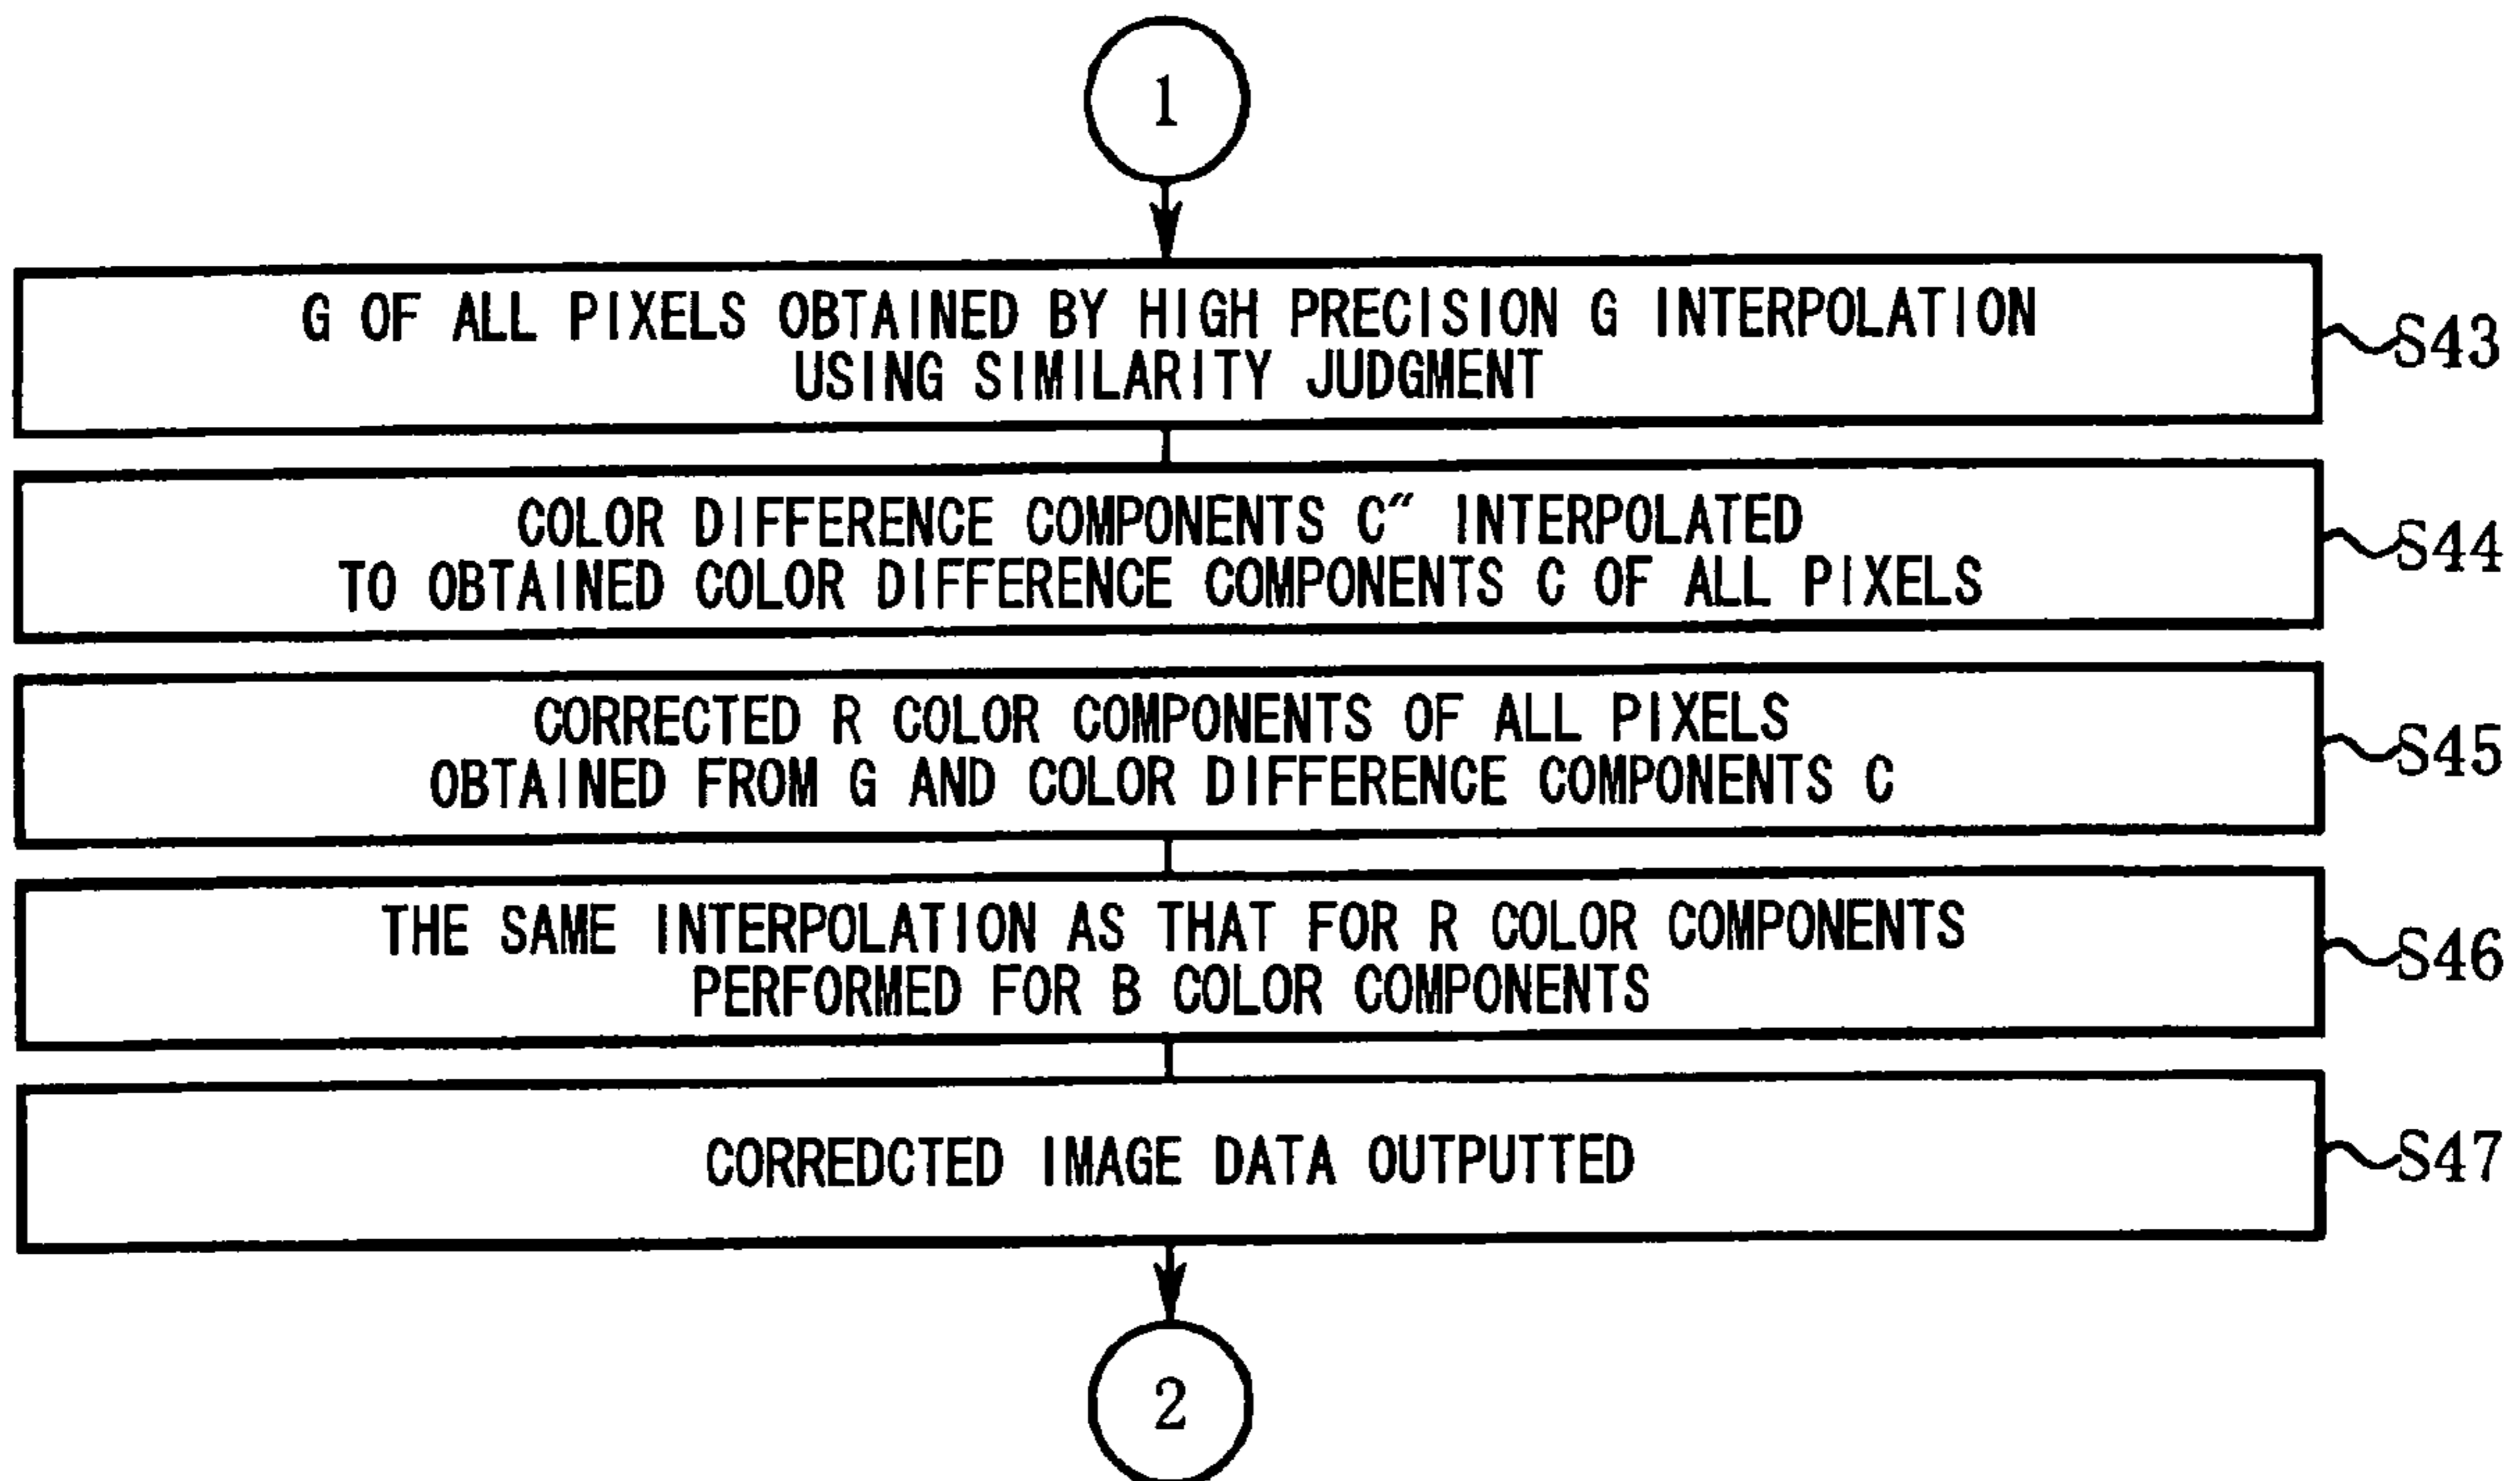 1
G OF ALL PIXELS OBTAINED BY HIGH PRECISION G INTERPOLATION
USING SIMILARITY JUDGMENT
S43
COLOR DIFFERENCE COMPONENTS C″ INTERPOLATED
TO OBTAINED COLOR DIFFERENCE COMPONENTS C OF ALL PIXELS
S44
CORRECTED R COLOR COMPONENTS OF ALL PIXELS
OBTAINED FROM G AND COLOR DIFFERENCE COMPONENTS C
S45
THE SAME INTERPOLATION AS THAT FOR R COLOR COMPONENTS
PERFORMED FOR B COLOR COMPONENTS
S46
CORREDCTED IMAGE DATA OUTPUTTED
S47
2